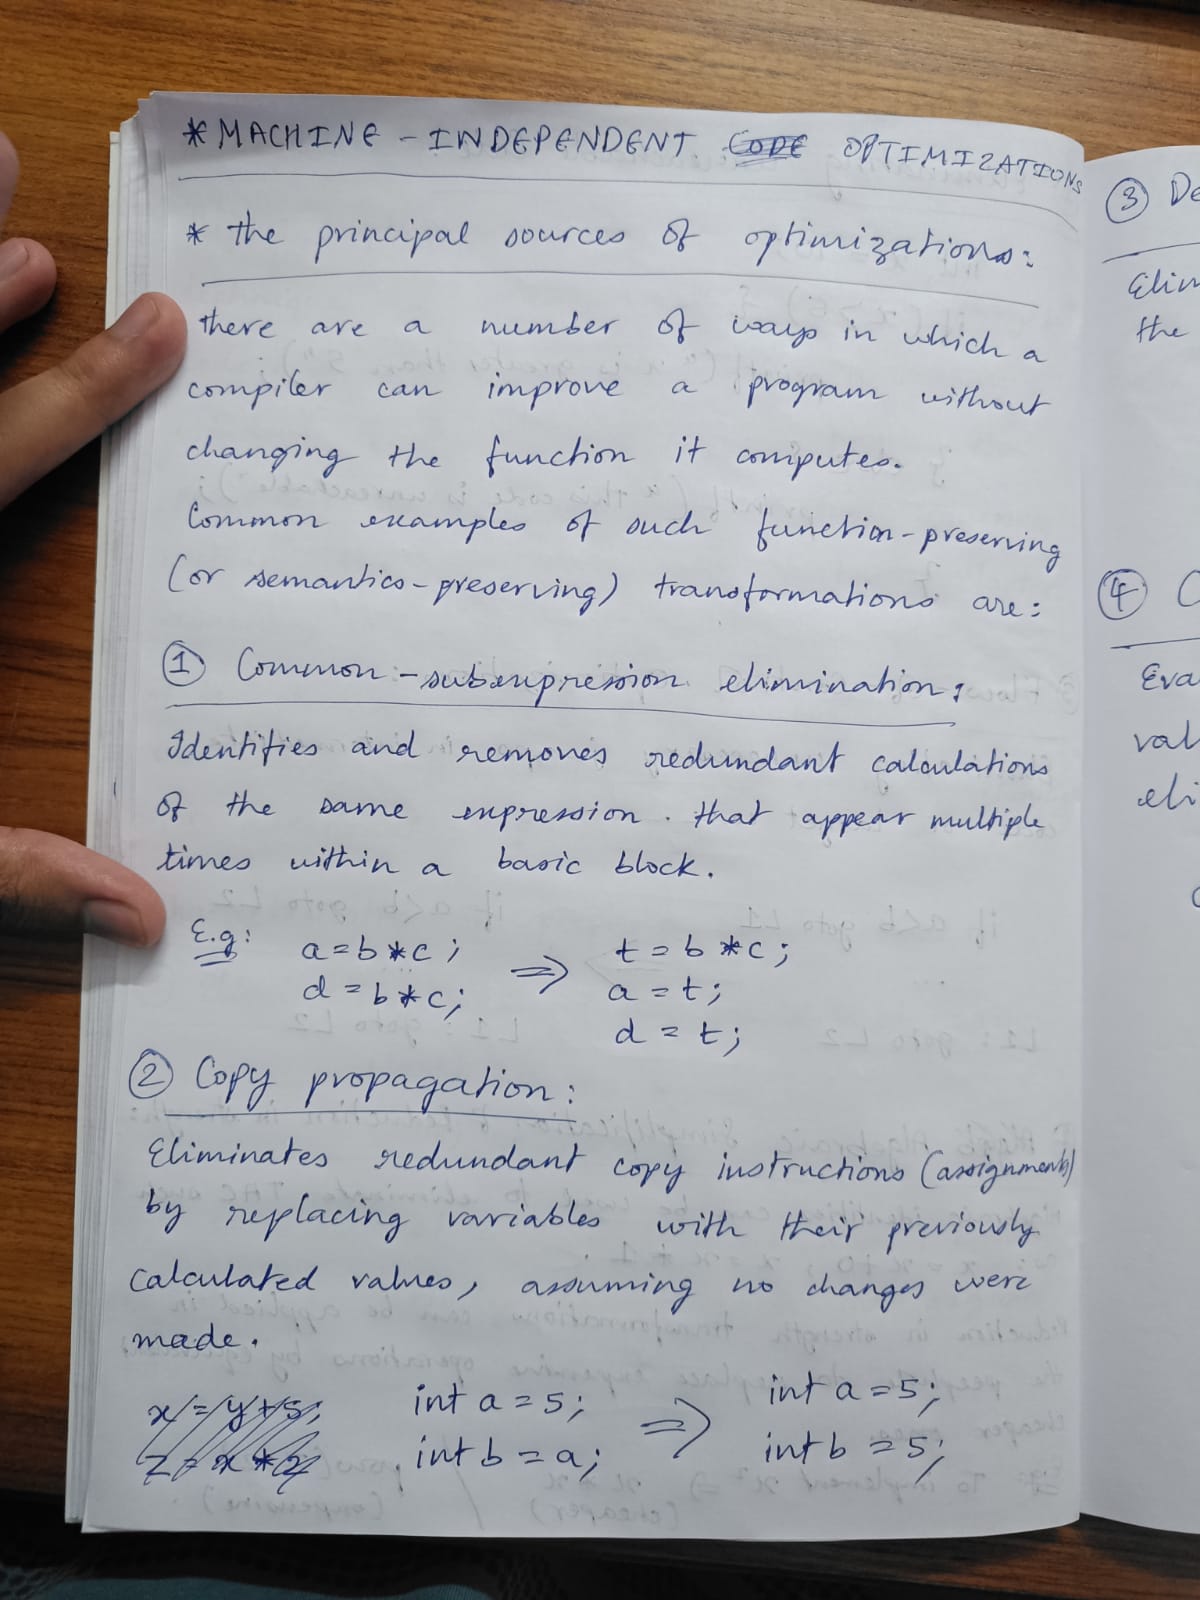 * MACHINE - INDEPENDENT CODE OPTIMIZATIONS
* the principal sources of optimizations:
there are a number of ways in which a
compiler can improve a program without
changing the function it computes.
Common examples of such function-preserving
(or semantics-preserving) transformations are:
① Common-subexpression elimination:
Identifies and removes redundant calculations
of the same expression that appear multiple
times within a basic block.
E.g: a=b*c; ⇒ t=b*c;
d=b*c; a=t;
d=t;
② Copy propagation:
Eliminates redundant copy instructions (assignments)
by replacing variables with their previously
calculated values, assuming no changes were
made.
x=y+5; int a=5; ⇒ int a=5;
z=x*2 int b=a; int b=5;
③ De
Elim
the
④ C
Eva
val
eli